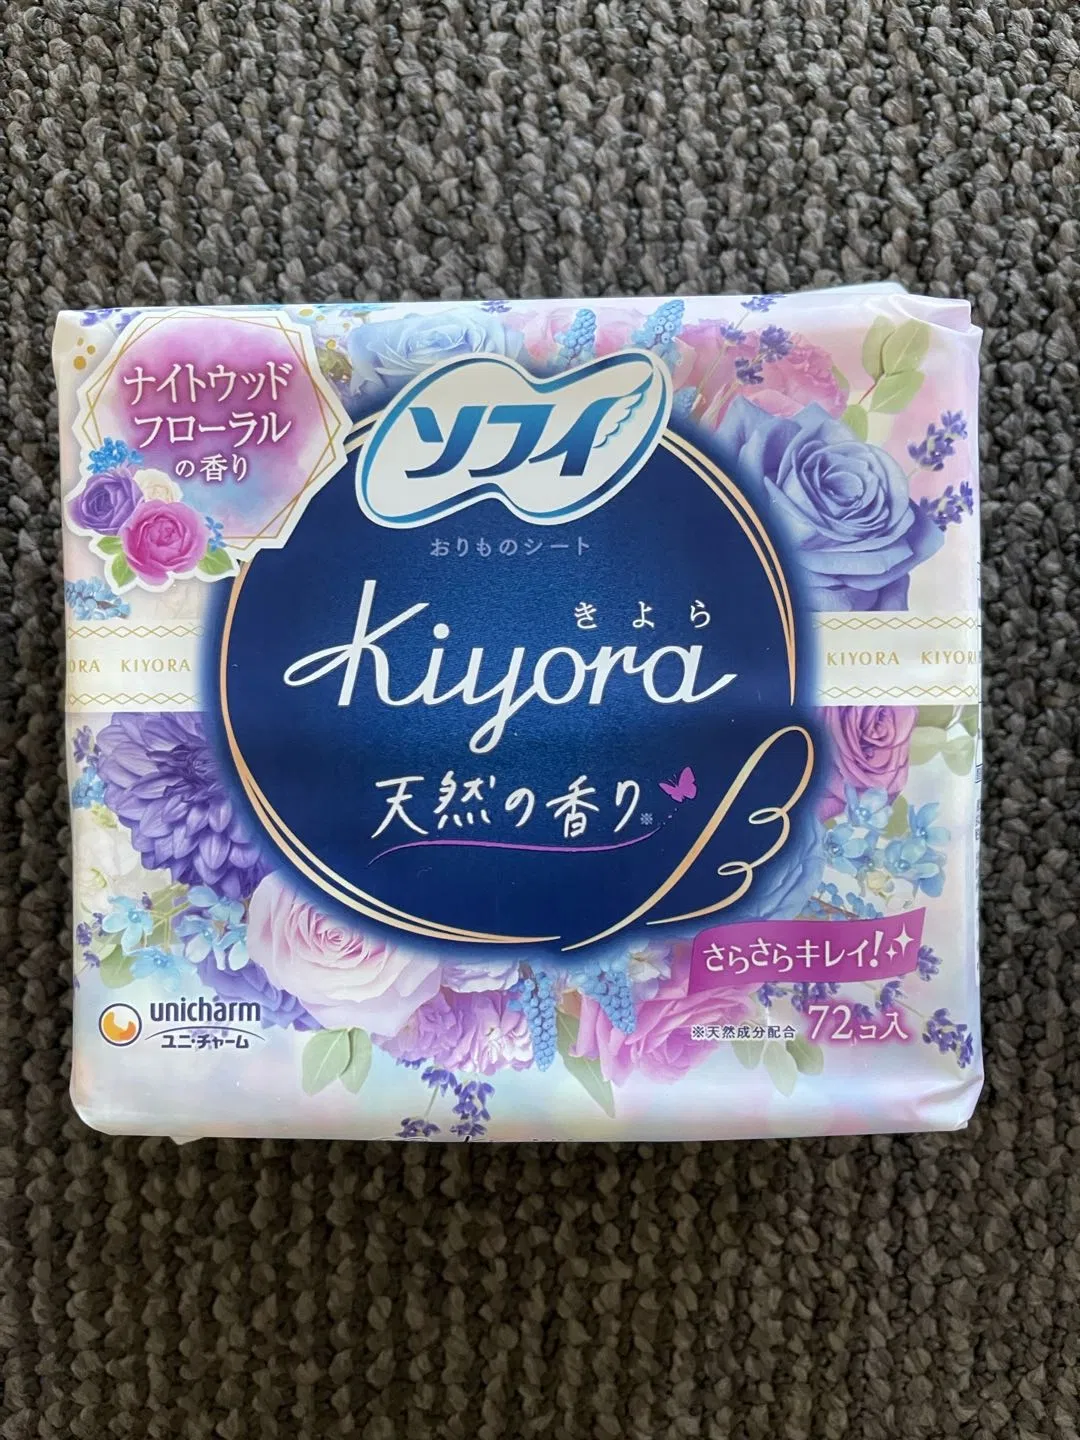 ナイトウッド
フローラル
の香り
ソフィ
おりものシート
きよら
Kiyora
KIYORA
KIYORA
KIYORA
天然の香り※
さらさらキレイ!
※天然成分配合
72コ入
unicharm
ユニ・チャーム